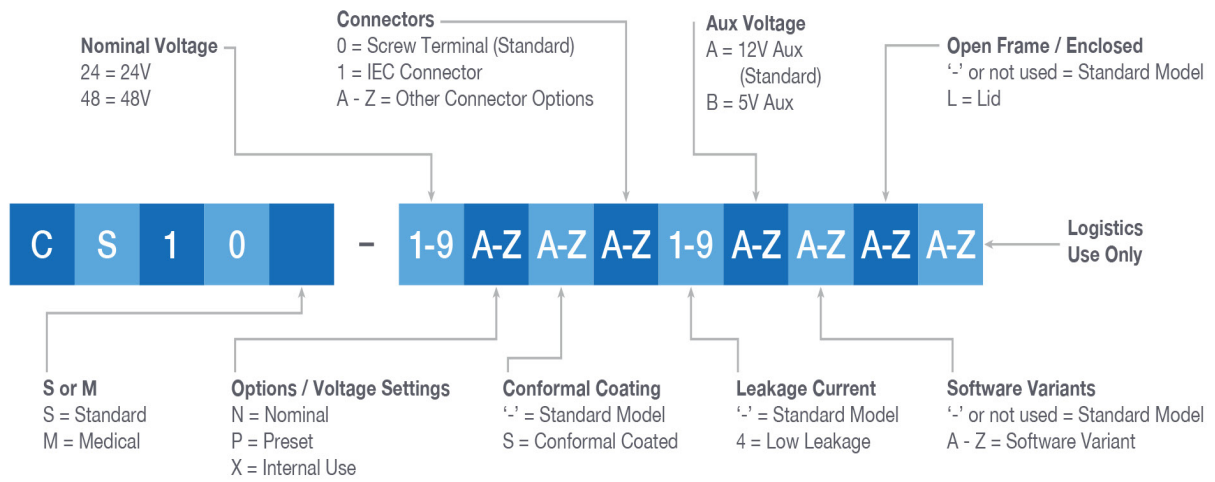 Nominal Voltage
24 = 24V
48 = 48V
Connectors
0 = Screw Terminal (Standard)
1 = IEC Connector
A - Z = Other Connector Options
Aux Voltage
A = 12V Aux
(Standard)
B = 5V Aux
Open Frame / Enclosed
‘-’ or not used = Standard Model
L = Lid
C S 1 0 – 1-9 A-Z A-Z A-Z 1-9 A-Z A-Z A-Z A-Z
Logistics
Use Only
S or M
S = Standard
M = Medical
Options / Voltage Settings
N = Nominal
P = Preset
X = Internal Use
Conformal Coating
‘-’ = Standard Model
S = Conformal Coated
Leakage Current
‘-’ = Standard Model
4 = Low Leakage
Software Variants
‘-’ or not used = Standard Model
A - Z = Software Variant